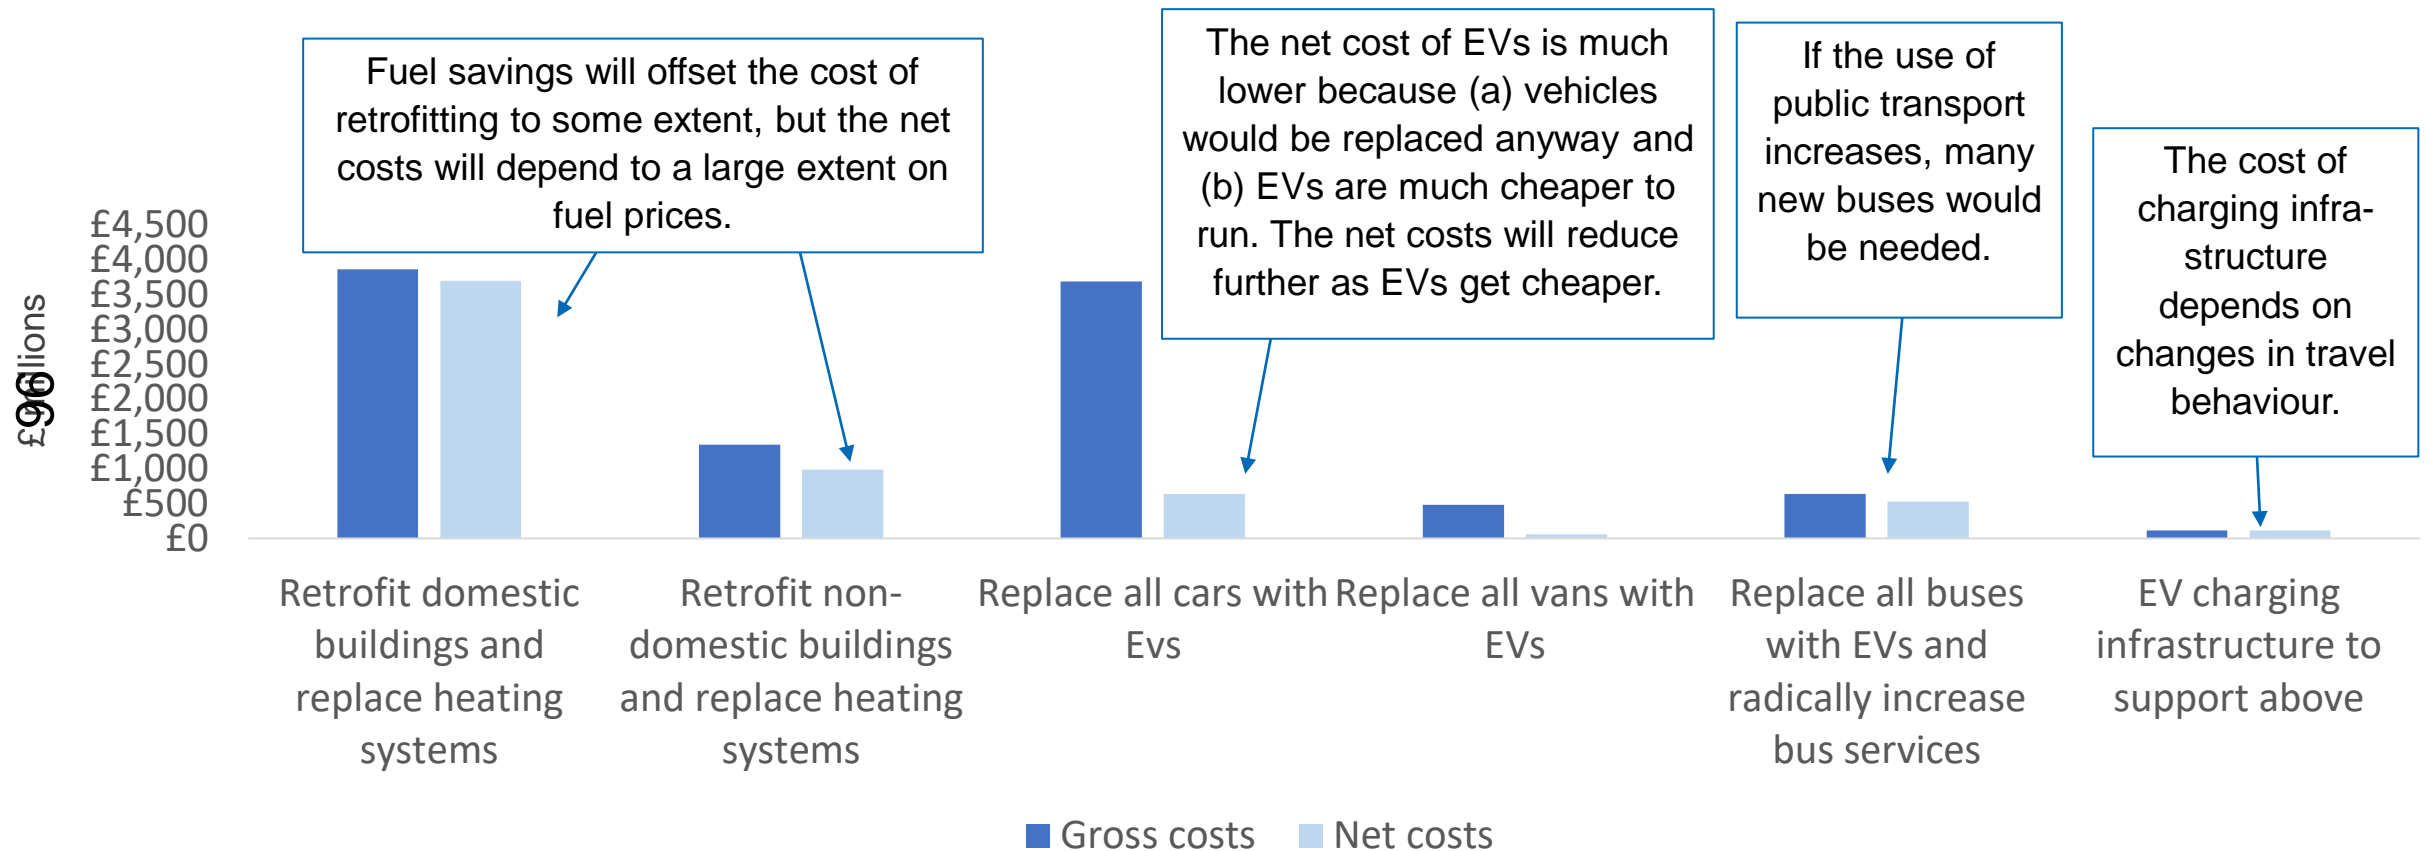 Fuel savings will offset the cost of
retrofitting to some extent, but the net
costs will depend to a large extent on
fuel prices.
The net cost of EVs is much
lower because (a) vehicles
would be replaced anyway and
(b) EVs are much cheaper to
run. The net costs will reduce
further as EVs get cheaper.
If the use of
public transport
increases, many
new buses would
be needed.
The cost of
charging infra-
structure
depends on
changes in travel
behaviour.
£ millions
96
£4,500
£4,000
£3,500
£3,000
£2,500
£2,000
£1,500
£1,000
£500
£0
Retrofit domestic
buildings and
replace heating
systems
Retrofit non-
domestic buildings
and replace heating
systems
Replace all cars with
Evs
Replace all vans with
EVs
Replace all buses
with EVs and
radically increase
bus services
EV charging
infrastructure to
support above
Gross costs
Net costs